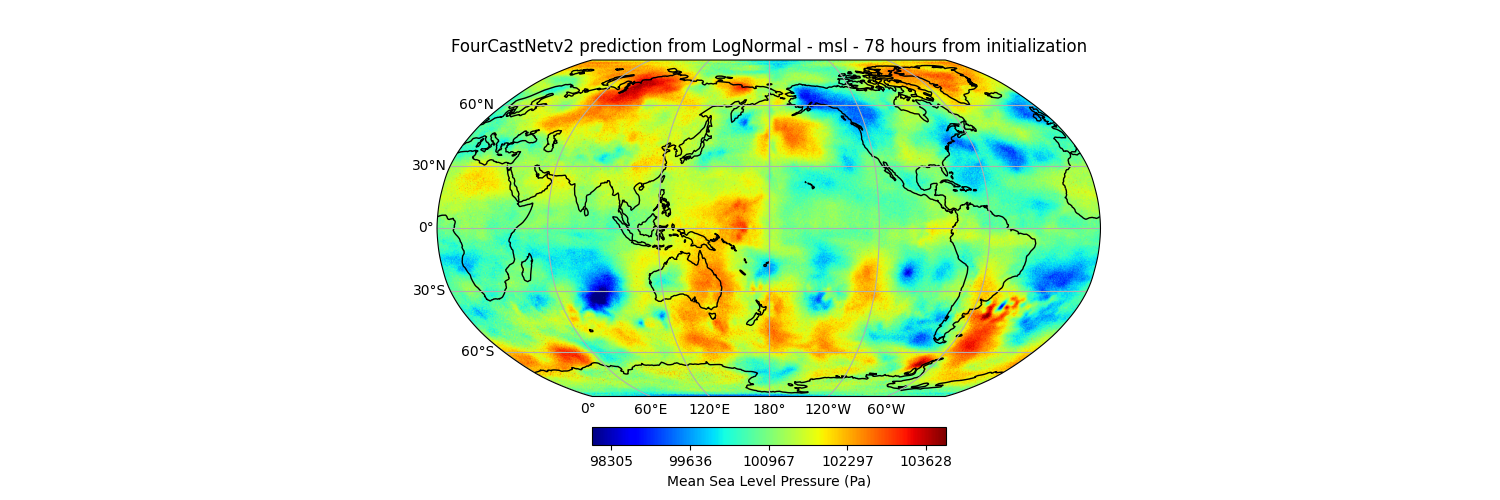 FourCastNetv2 prediction from LogNormal - msl - 78 hours from initialization
60°N
30°N
0°
30°S
60°S
0° 60°E 120°E 180° 120°W 60°W
98305 99636 100967 102297 103628
Mean Sea Level Pressure (Pa)